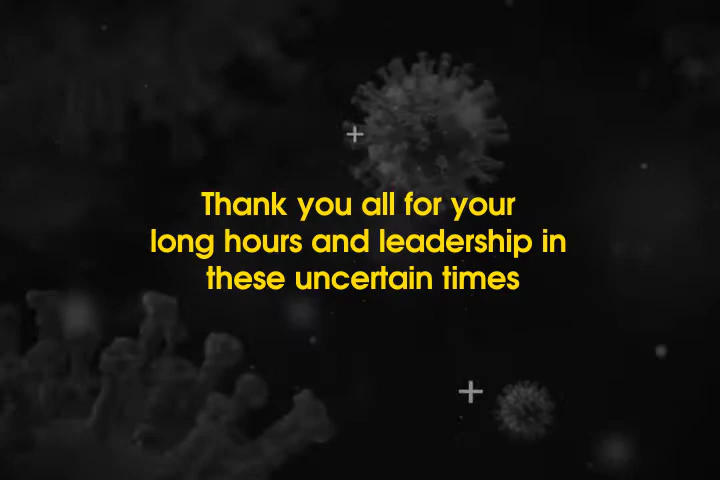 Thank you all for your
long hours and leadership in
these uncertain times